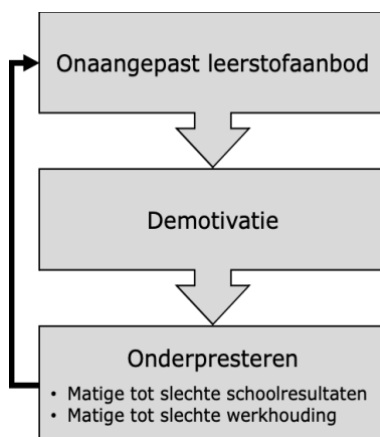 Onaangepast leerstofaanbod
Demotivatie
Onderpresteren
• Matige tot slechte schoolresultaten
• Matige tot slechte werkhouding